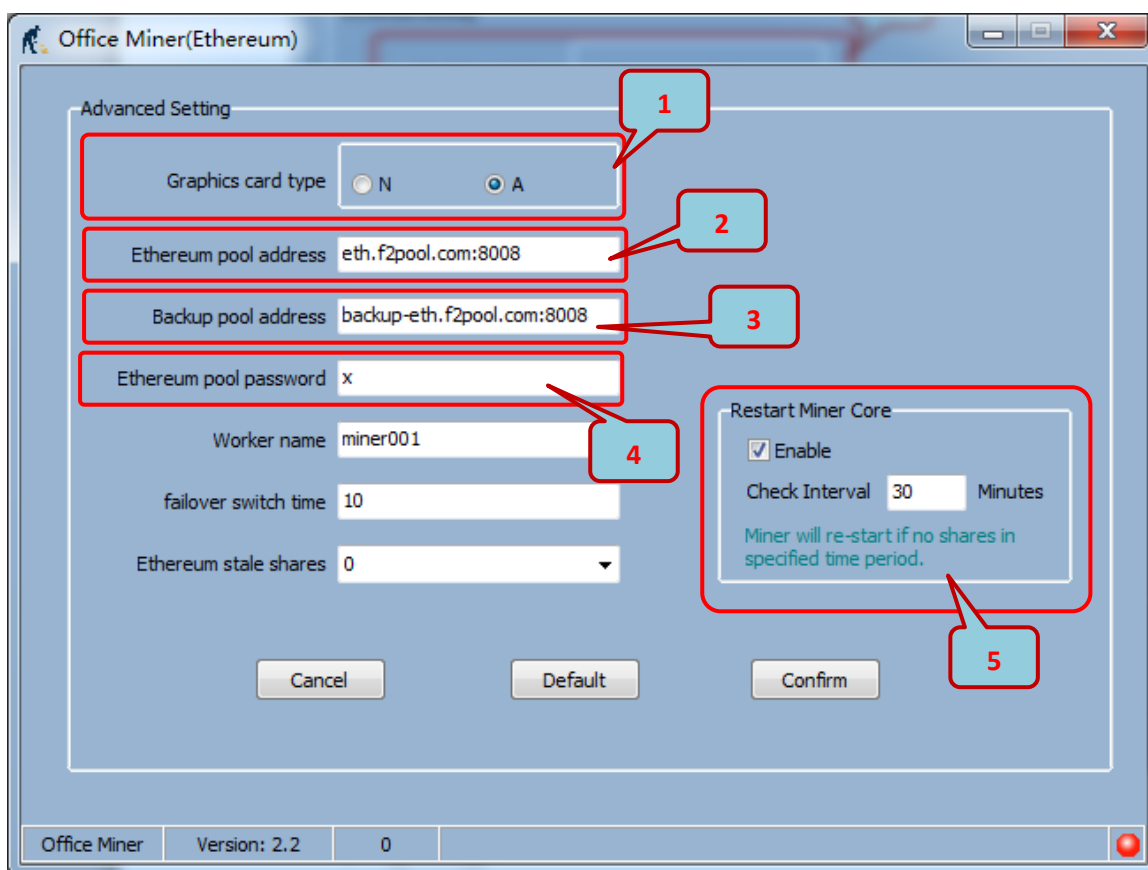 Office Miner(Ethereum)
Advanced Setting
1
Graphics card type N A
2
Ethereum pool address eth.f2pool.com:8008
Backup pool address backup-eth.f2pool.com:8008
3
Ethereum pool password x
Worker name miner001
4
failover switch time 10
Ethereum stale shares 0
Restart Miner Core
Enable
Check Interval 30 Minutes
Miner will re-start if no shares in
specified time period.
5
Cancel Default Confirm
Office Miner Version: 2.2 0